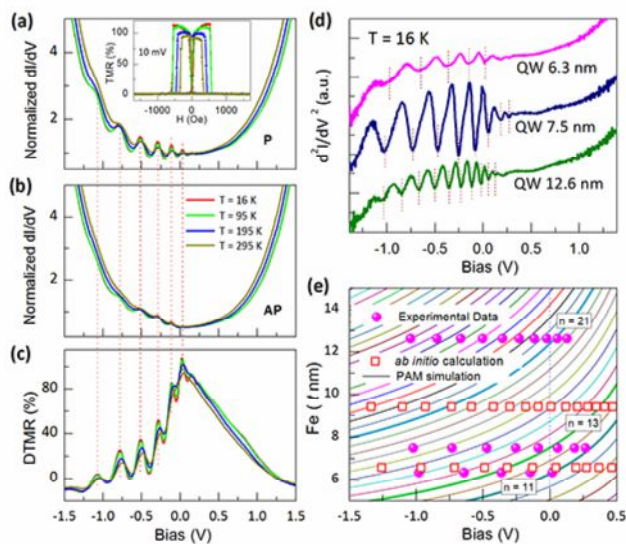 (a)
Normalized dI/dV
4
2
TMR (%)
100
50
0
10 mV
-1000 0 1000
H (Oe)
P
(b)
Normalized dI/dV
4
2
T = 16 K
T = 95 K
T = 195 K
T = 295 K
AP
(c)
DTMR (%)
80
40
0
-1.5 -1.0 -0.5 0.0 0.5 1.0 1.5
Bias (V)
(d)
T = 16 K
d²I/dV² (a.u.)
QW 6.3 nm
QW 7.5 nm
QW 12.6 nm
-1.0 -0.5 0.0 0.5 1.0
Bias (V)
(e)
Fe ( t nm)
14
12
10
8
6
Experimental Data
n = 21
ab initio calculation
PAM simulation
n = 13
n = 11
-1.5 -1.0 -0.5 0.0 0.5
Bias (V)